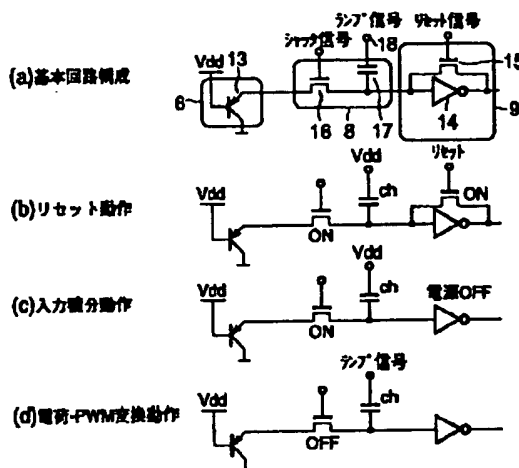 ランプ信号
リセット信号
シャッタ信号
18
Vdd
13
15
(a)基本回路構成
6
16
8
17
14
9
Vdd
リセット
(b)リセット動作
Vdd
ch
ON
ON
Vdd
(c)入力積分動作
Vdd
ch
電源OFF
ON
ランプ信号
(d)電荷-PWM変換動作
Vdd
ch
OFF